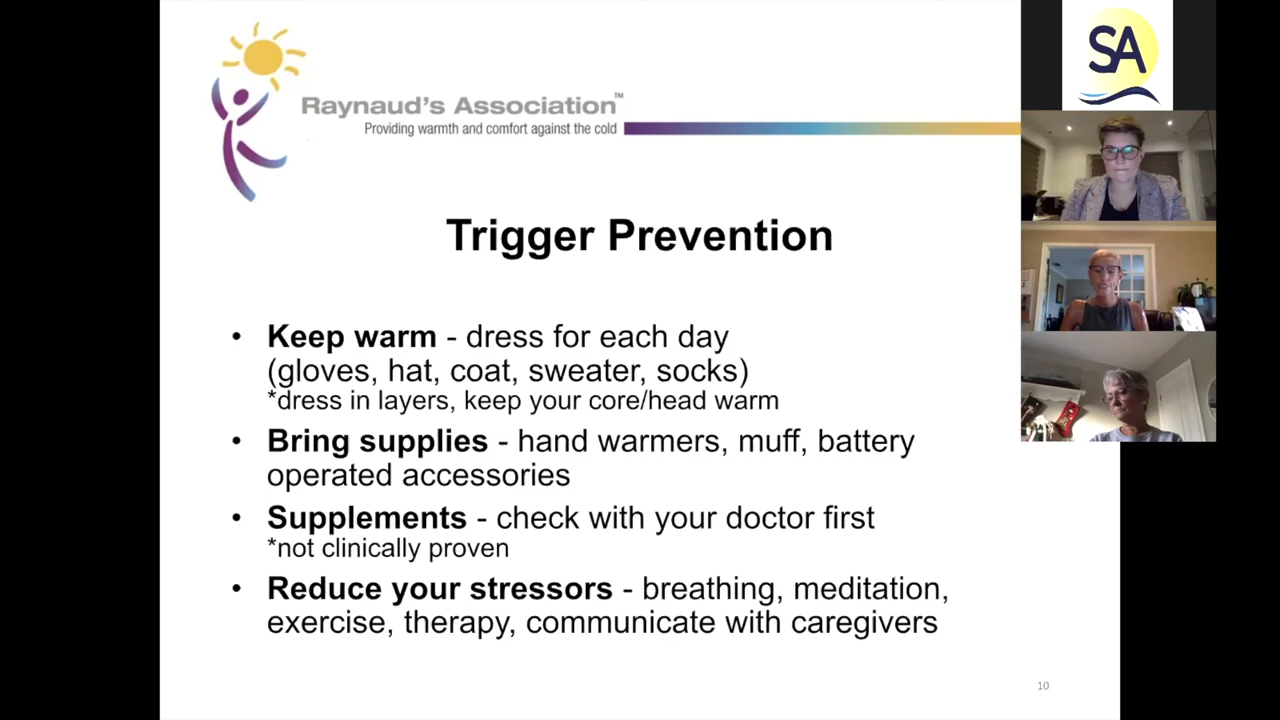 Raynaud's Association™
Providing warmth and comfort against the cold
SA
Trigger Prevention
• Keep warm - dress for each day
(gloves, hat, coat, sweater, socks)
*dress in layers, keep your core/head warm
• Bring supplies - hand warmers, muff, battery
operated accessories
• Supplements - check with your doctor first
*not clinically proven
• Reduce your stressors - breathing, meditation,
exercise, therapy, communicate with caregivers
10